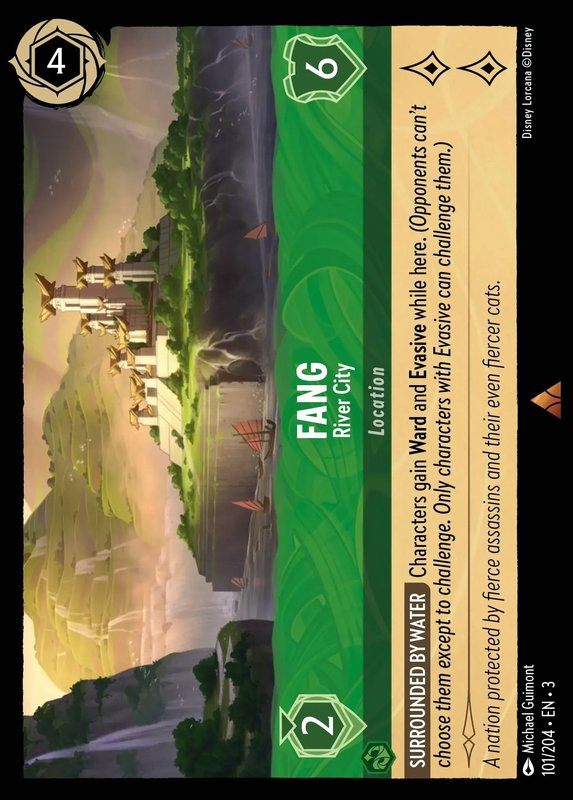 4
FANG
River City
2
6
Location
SURROUNDED BY WATER Characters gain Ward and Evasive while here. (Opponents can't
choose them except to challenge. Only characters with Evasive can challenge them.)
A nation protected by fierce assassins and their even fiercer cats.
Michael Guimont
101/204 • EN • 3
Disney Lorcana ©Disney